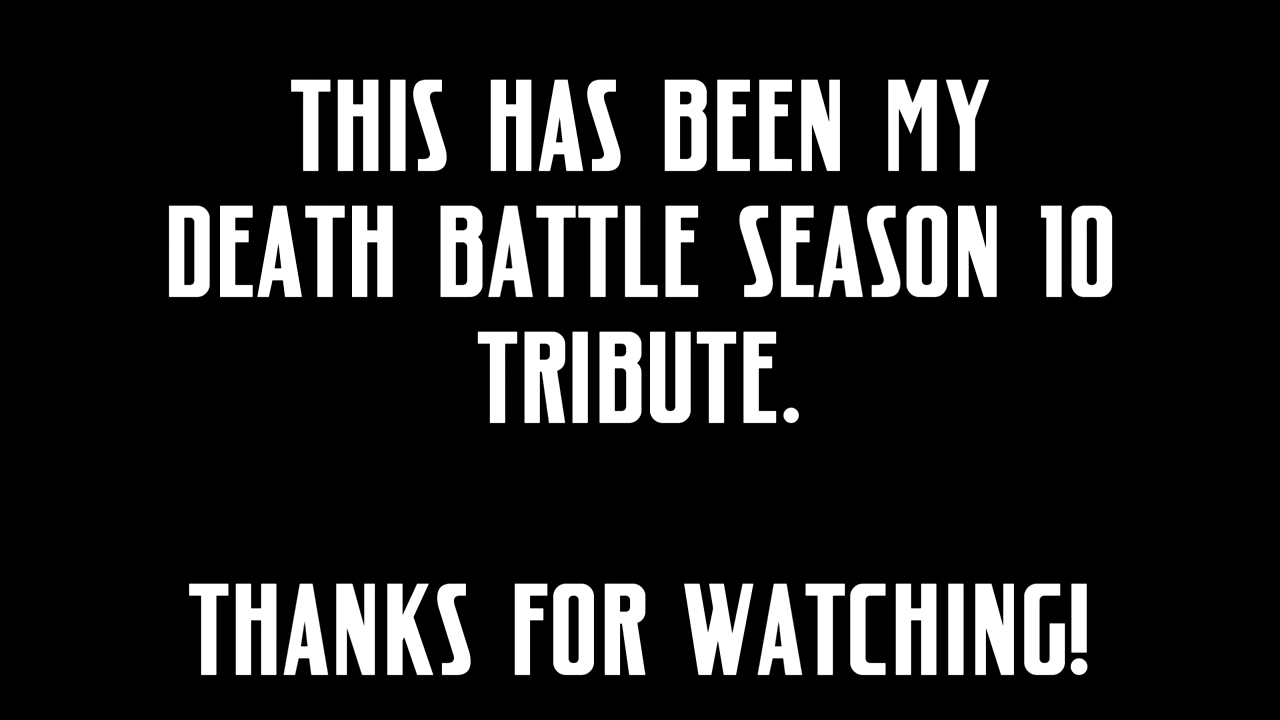 THIS HAS BEEN MY
DEATH BATTLE SEASON 10
TRIBUTE.
THANKS FOR WATCHING!